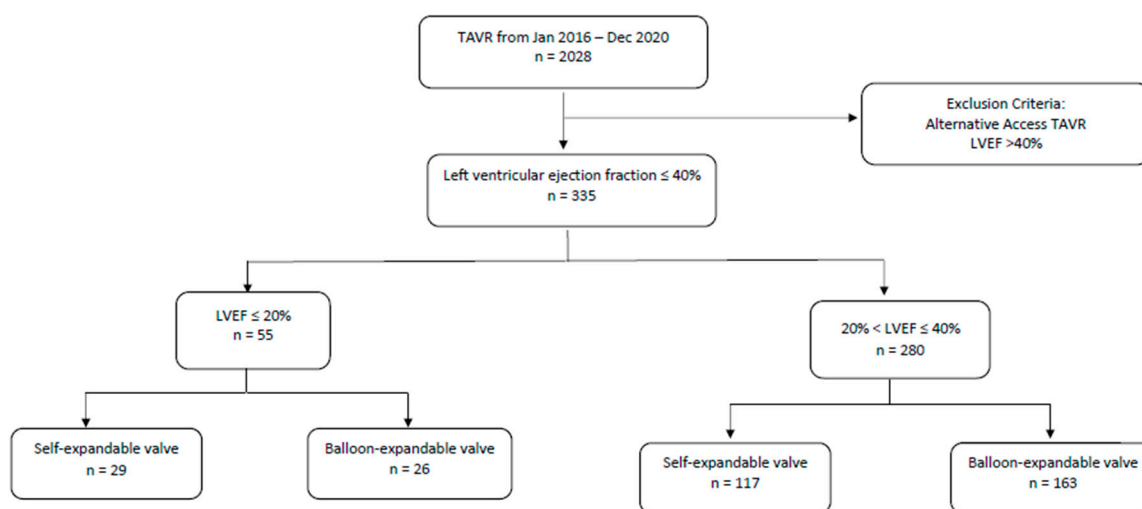 TAVR from Jan 2016 – Dec 2020
n = 2028
Exclusion Criteria:
Alternative Access TAVR
LVEF >40%
Left ventricular ejection fraction ≤ 40%
n = 335
LVEF ≤ 20%
n = 55
20% < LVEF ≤ 40%
n = 280
Self-expandable valve
n = 29
Balloon-expandable valve
n = 26
Self-expandable valve
n = 117
Balloon-expandable valve
n = 163